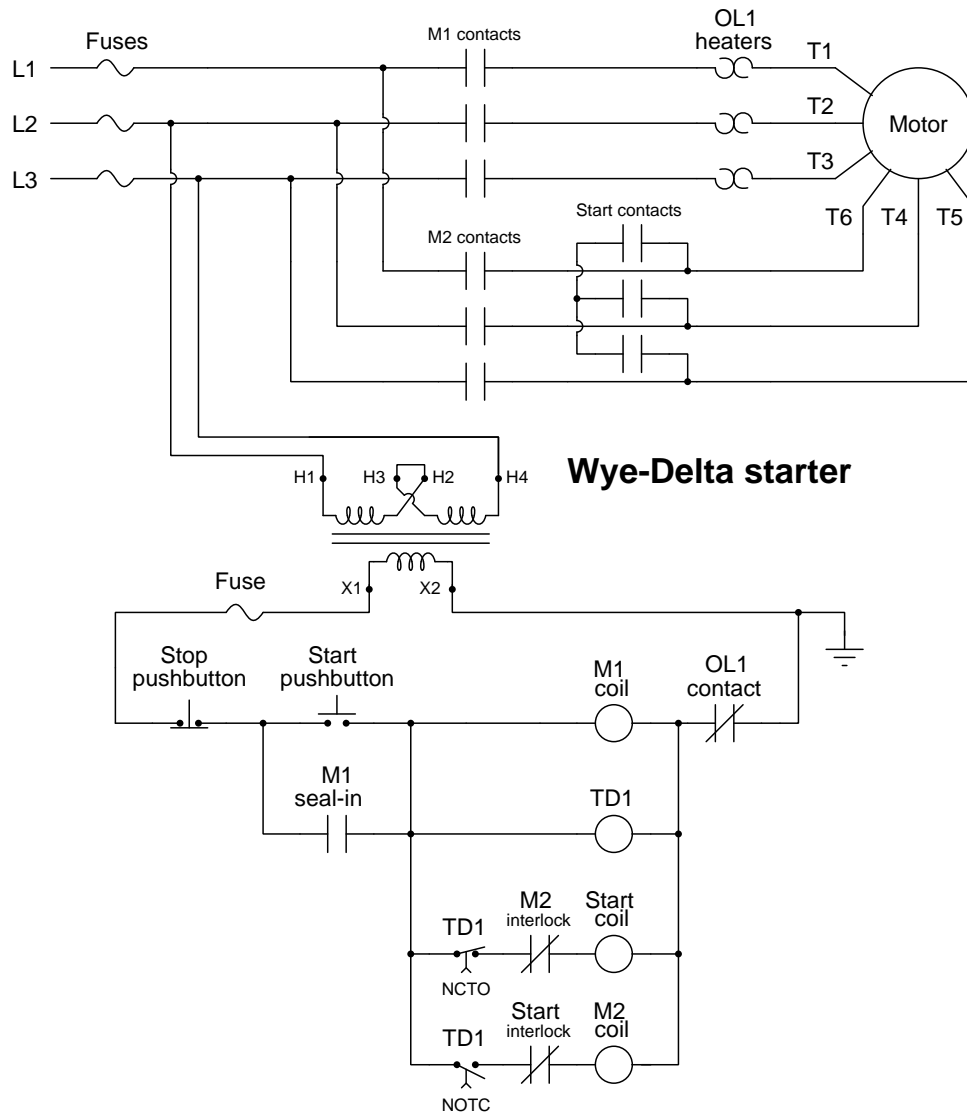 Fuses
M1 contacts
OL1
heaters
L1
T1
L2
T2
Motor
L3
T3
T6
T4
T5
Start contacts
M2 contacts
H1
H3
H2
H4
Wye-Delta starter
X1
X2
Fuse
Stop
pushbutton
Start
pushbutton
M1
coil
OL1
contact
M1
seal-in
TD1
TD1
NCTO
M2
interlock
Start
coil
TD1
NOTC
Start
interlock
M2
coil